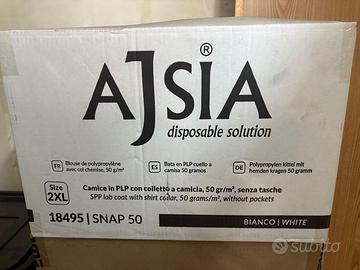 AJSIA®
disposable solution
FR
Blouse de polypropylène
avec col chemise, 50 g/m²
ES
Bata en PLP cuello a
camisa 50 gramos
DE
Polypropylen kittel mit
hemden kragen 50 gramm
Size
2XL
Camice in PLP con colletto a camicia, 50 gr/m², senza tasche
SPP lab coat with shirt collar, 50 grams/m², without pockets
18495 | SNAP 50
BIANCO | WHITE
subito